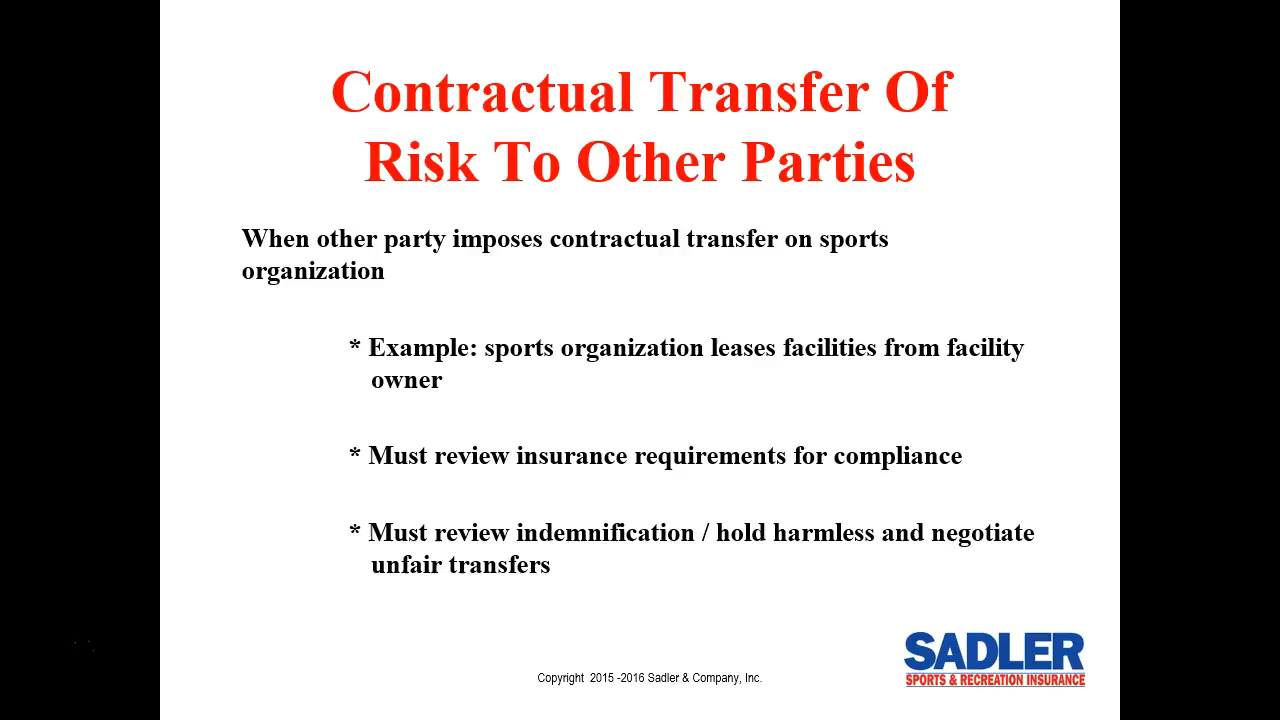 Contractual Transfer Of
Risk To Other Parties
When other party imposes contractual transfer on sports
organization
* Example: sports organization leases facilities from facility
owner
* Must review insurance requirements for compliance
* Must review indemnification / hold harmless and negotiate
unfair transfers
SADLER
SPORTS & RECREATION INSURANCE
Copyright 2015 -2016 Sadler & Company, Inc.